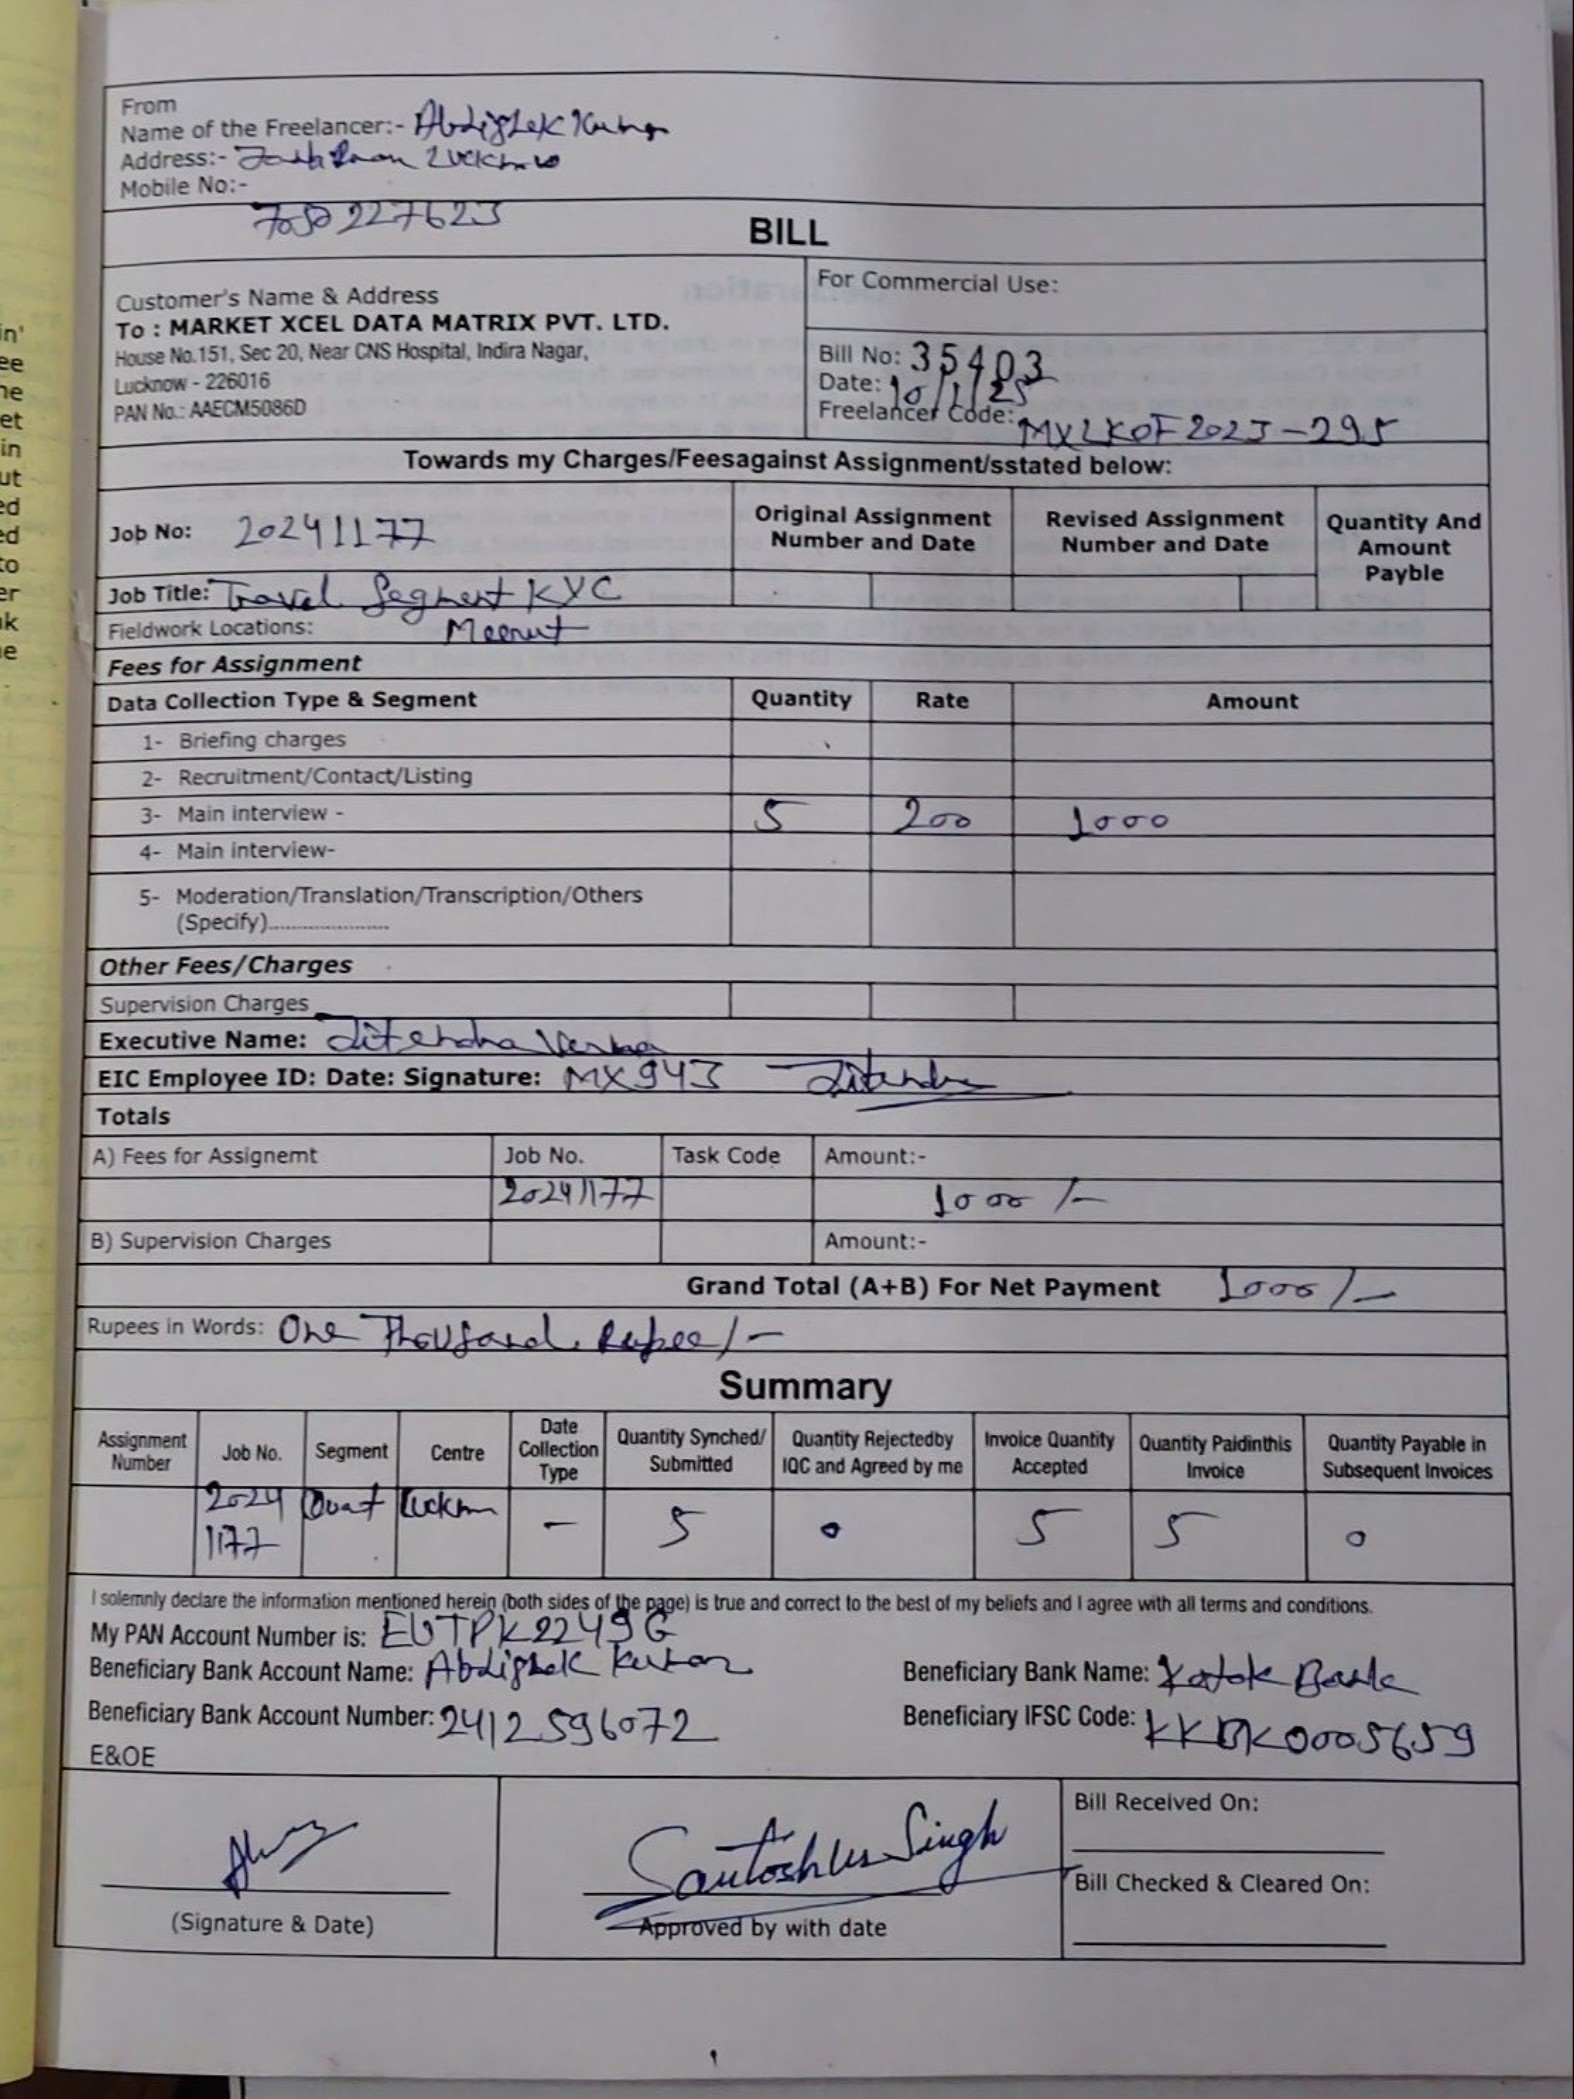 From
Name of the Freelancer:- Abhishek Kumar
Address:- Lucknow
Mobile No:-
BILL
Customer's Name & Address
To : MARKET XCEL DATA MATRIX PVT. LTD.
House No.151, Sec 20, Near CNS Hospital, Indira Nagar,
Lucknow - 226016
PAN No.: AAECM5086D
For Commercial Use:
Bill No: 35403
Date: 10/1/25
Freelancer Code: MXLKOF2023-295
Towards my Charges/Feesagainst Assignment/sstated below:
Job No: 20241177
Original Assignment Number and Date
Revised Assignment Number and Date
Quantity And Amount Payble
Job Title: Travel Segment KYC
Fieldwork Locations: Meerut
Fees for Assignment
Data Collection Type & Segment Quantity Rate Amount
1- Briefing charges
2- Recruitment/Contact/Listing
3- Main interview - 5 200 1000
4- Main interview-
5- Moderation/Translation/Transcription/Others
(Specify)......................
Other Fees/Charges
Supervision Charges
Executive Name: Jitendra Verma
EIC Employee ID: Date: Signature: MX943 Jitendra
Totals
A) Fees for Assignemt Job No. Task Code Amount:-
20241177 1000/-
B) Supervision Charges Amount:-
Grand Total (A+B) For Net Payment 1000/-
Rupees in Words: One Thousand. Rupee/-
Summary
Assignment Number Job No. Segment Centre Date Collection Type Quantity Synched/ Submitted Quantity Rejectedby IQC and Agreed by me Invoice Quantity Accepted Quantity Paidinthis Invoice Quantity Payable in Subsequent Invoices
20241177 - 5 0 5 5 0
I solemnly declare the information mentioned herein (both sides of the page) is true and correct to the best of my beliefs and I agree with all terms and conditions.
My PAN Account Number is: EUTPK2249G
Beneficiary Bank Account Name: Abhishek Kumar
Beneficiary Bank Name: Kotak Bank
Beneficiary Bank Account Number: 2412596072
Beneficiary IFSC Code: KKBK0005659
E&OE
Santosh Singh
(Signature & Date)
Approved by with date
Bill Received On:
Bill Checked & Cleared On: